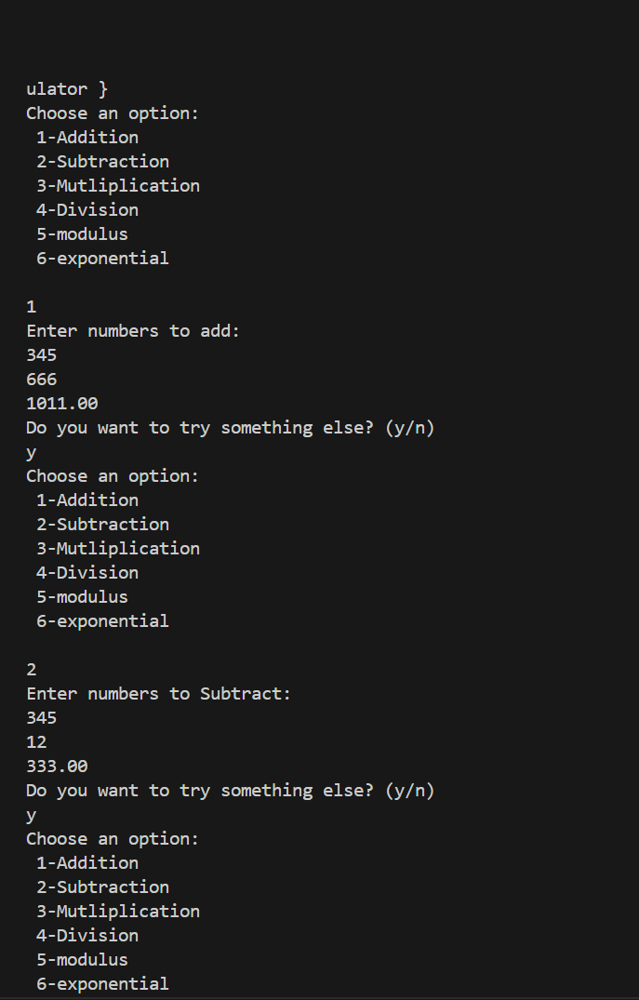 ulator }
Choose an option:
1-Addition
2-Subtraction
3-Mutliplication
4-Division
5-modulus
6-exponential
1
Enter numbers to add:
345
666
1011.00
Do you want to try something else? (y/n)
y
Choose an option:
1-Addition
2-Subtraction
3-Mutliplication
4-Division
5-modulus
6-exponential
2
Enter numbers to Subtract:
345
12
333.00
Do you want to try something else? (y/n)
y
Choose an option:
1-Addition
2-Subtraction
3-Mutliplication
4-Division
5-modulus
6-exponential